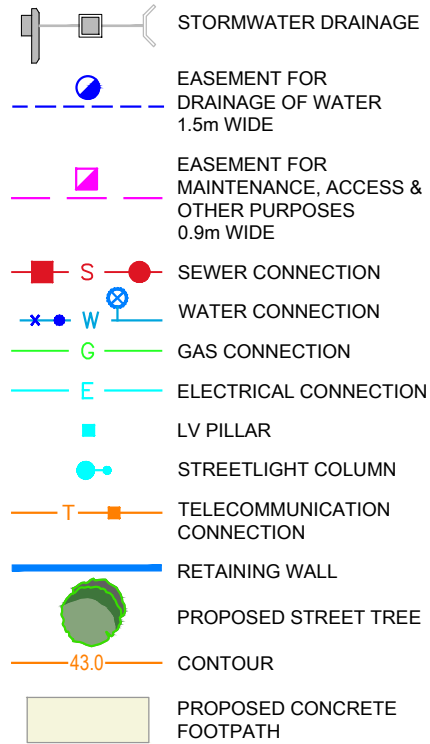 STORMWATER DRAINAGE
EASEMENT FOR
DRAINAGE OF WATER
1.5m WIDE
EASEMENT FOR
MAINTENANCE, ACCESS &
OTHER PURPOSES
0.9m WIDE
S SEWER CONNECTION
W WATER CONNECTION
G GAS CONNECTION
E ELECTRICAL CONNECTION
LV PILLAR
STREETLIGHT COLUMN
T TELECOMMUNICATION
CONNECTION
RETAINING WALL
PROPOSED STREET TREE
43.0 CONTOUR
PROPOSED CONCRETE
FOOTPATH